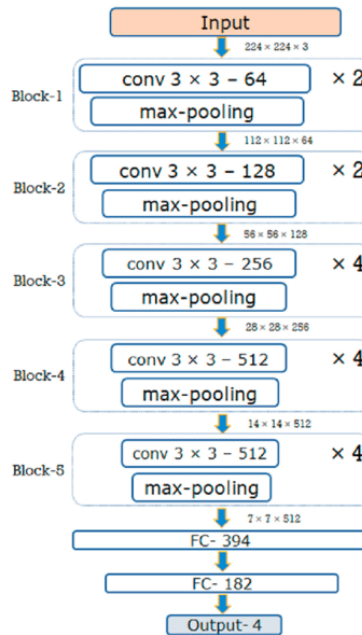 Input
224 × 224 × 3
Block-1
conv 3 × 3 – 64
× 2
max-pooling
112 × 112 × 64
Block-2
conv 3 × 3 – 128
× 2
max-pooling
56 × 56 × 128
Block-3
conv 3 × 3 – 256
× 4
max-pooling
28 × 28 × 256
Block-4
conv 3 × 3 – 512
× 4
max-pooling
14 × 14 × 512
Block-5
conv 3 × 3 – 512
× 4
max-pooling
7 × 7 × 512
FC- 394
FC- 182
Output- 4